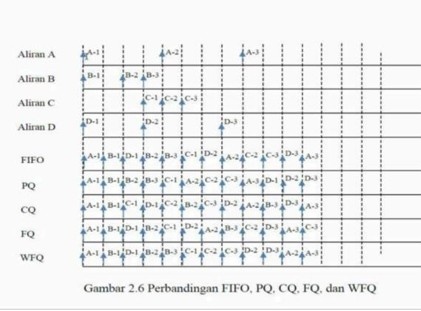 Aliran A A-1 A-2 A-3
Aliran B B-1 B-2 B-3
Aliran C C-1 C-2 C-3
Aliran D D-1 D-2 D-3
FIFO A-1 B-1 D-1 B-2 B-3 C-1 D-2 A-2 C-2 C-3 D-3 A-3
PQ A-1 B-1 B-2 B-3 C-1 A-2 C-2 C-3 A-3 D-1 D-2 D-3
CQ A-1 B-1 C-1 D-1 C-2 B-2 C-3 D-2 A-2 B-3 D-3 A-3
FQ A-1 B-1 D-1 B-2 C-1 D-2 A-2 B-3 C-2 D-3 A-3 C-3
WFQ A-1 B-1 D-1 B-2 B-3 C-1 C-2 C-3 D-2 D-3 A-2 A-3
Gambar 2.6 Perbandingan FIFO, PQ, CQ, FQ, dan WFQ